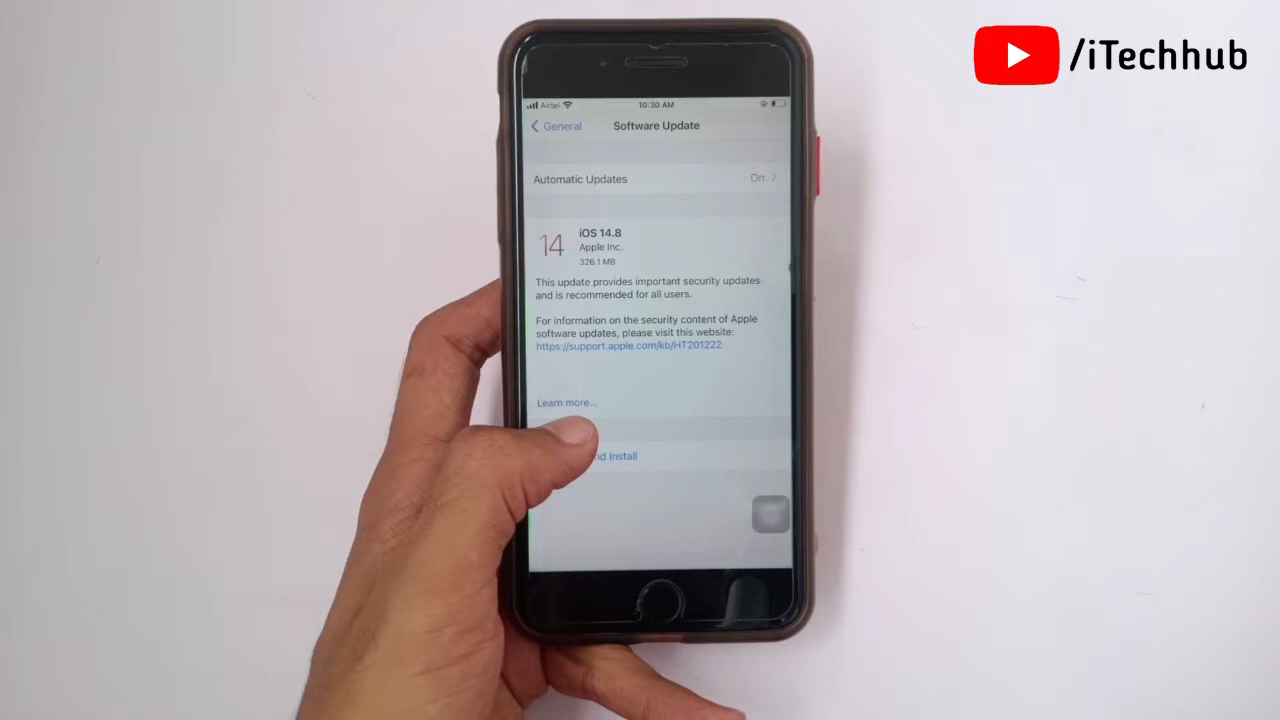 /iTechhub
Airtel
10:30 AM
General
Software Update
Automatic Updates
On
14
iOS 14.8
Apple Inc.
326.1 MB
This update provides important security updates
and is recommended for all users.
For information on the security content of Apple
software updates, please visit this website:
https://support.apple.com/kb/HT201222
Learn more...
nd Install